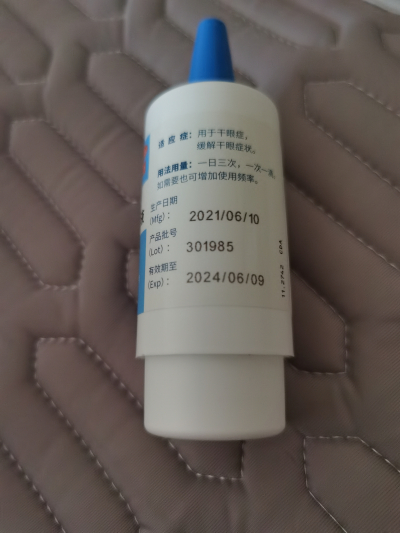 适 应 症：用于干眼症，
缓解干眼症状。
用法用量：一日三次，一次一滴，
如需要也可增加使用频率。
生产日期
(Mfg)： 2021/06/10
产品批号
(Lot)： 301985
有效期至
(Exp)： 2024/06/09